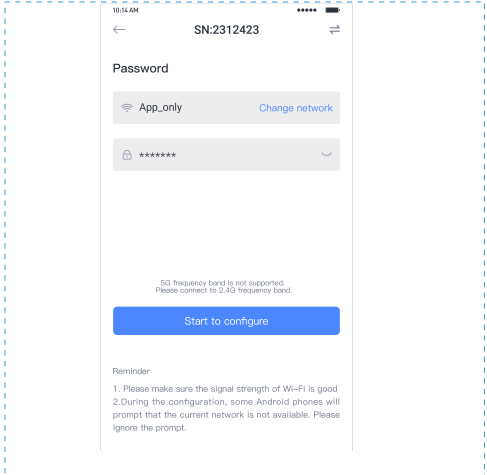 10:14 AM
SN:2312423
Password
App_only
Change network
*******
5G frequency band is not supported.
Please connect to 2.4G frequency band.
Start to configure
Reminder
1. Please make sure the signal strength of Wi-Fi is good
2.During the configuration, some Android phones will
prompt that the current network is not available. Please
ignore the prompt.